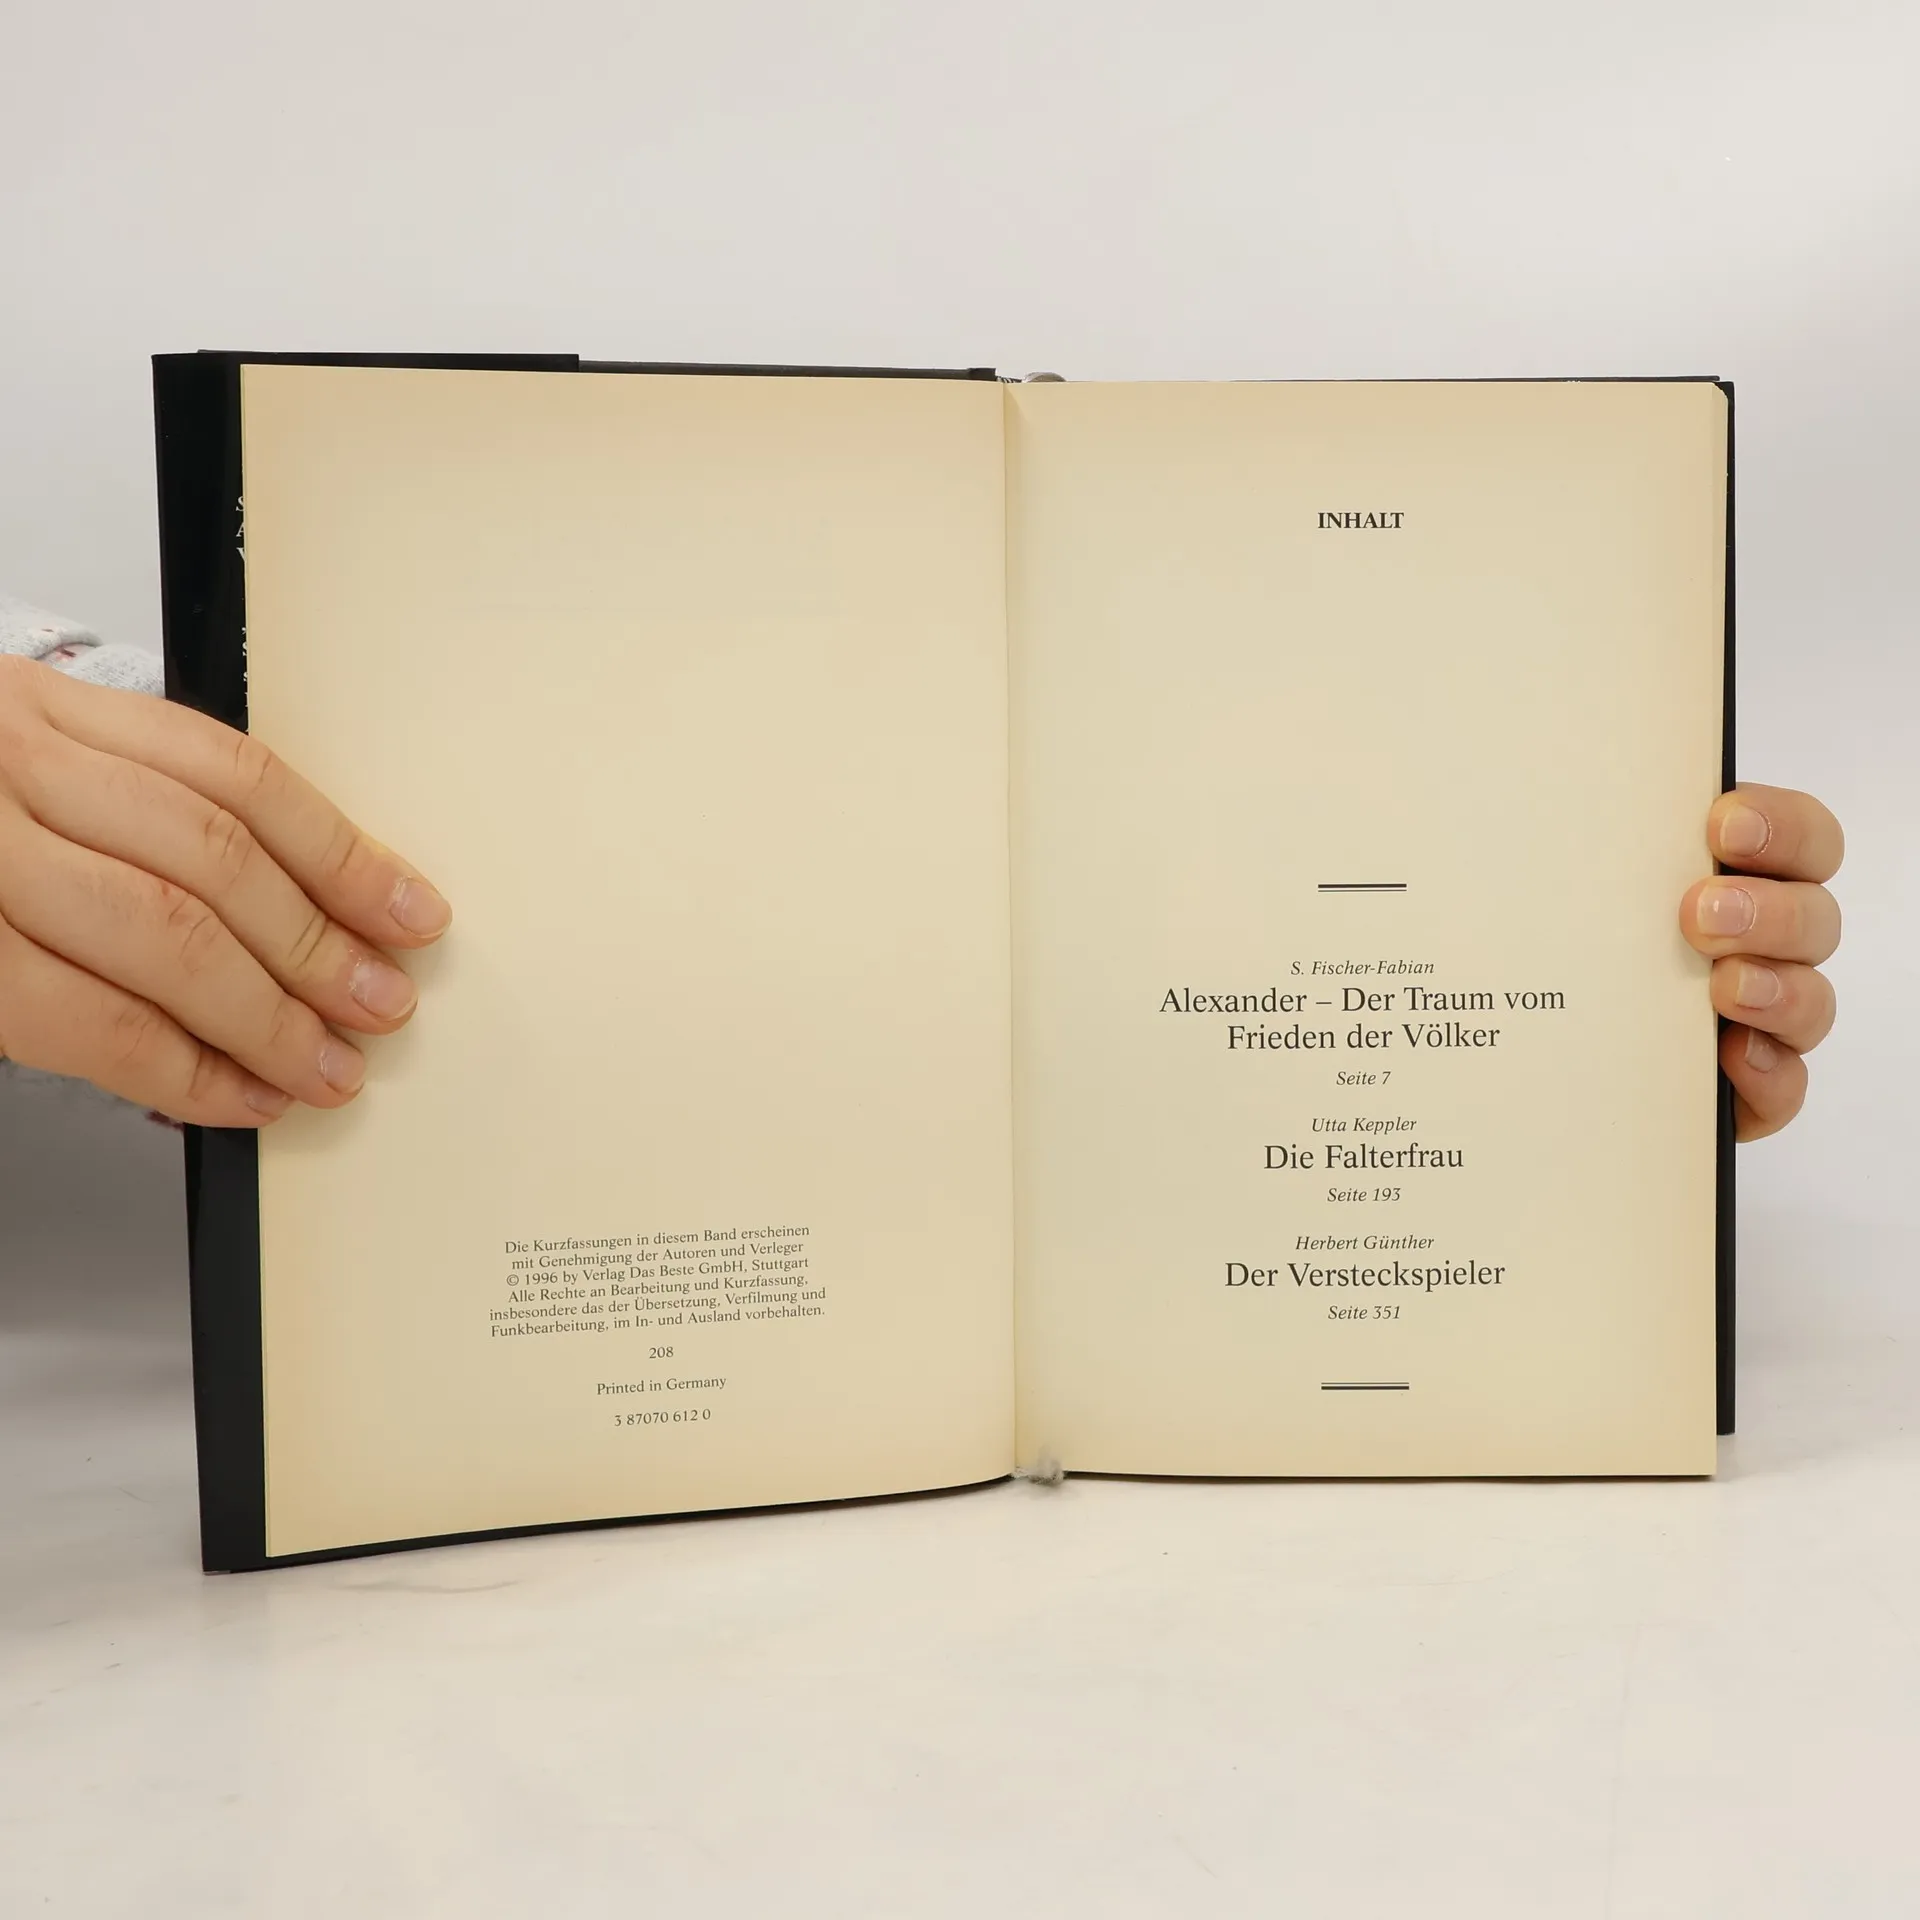 Die Kurzfassungen in diesem Band erscheinen
mit Genehmigung der Autoren und Verleger
© 1996 by Verlag Das Beste GmbH, Stuttgart
Alle Rechte an Bearbeitung und Kurzfassung,
insbesondere das der Übersetzung, Verfilmung und
Funkbearbeitung, im In- und Ausland vorbehalten.
208
Printed in Germany
3 87070 612 0
INHALT
S. Fischer-Fabian
Alexander – Der Traum vom
Frieden der Völker
Seite 7
Utta Keppler
Die Falterfrau
Seite 193
Herbert Günther
Der Versteckspieler
Seite 351